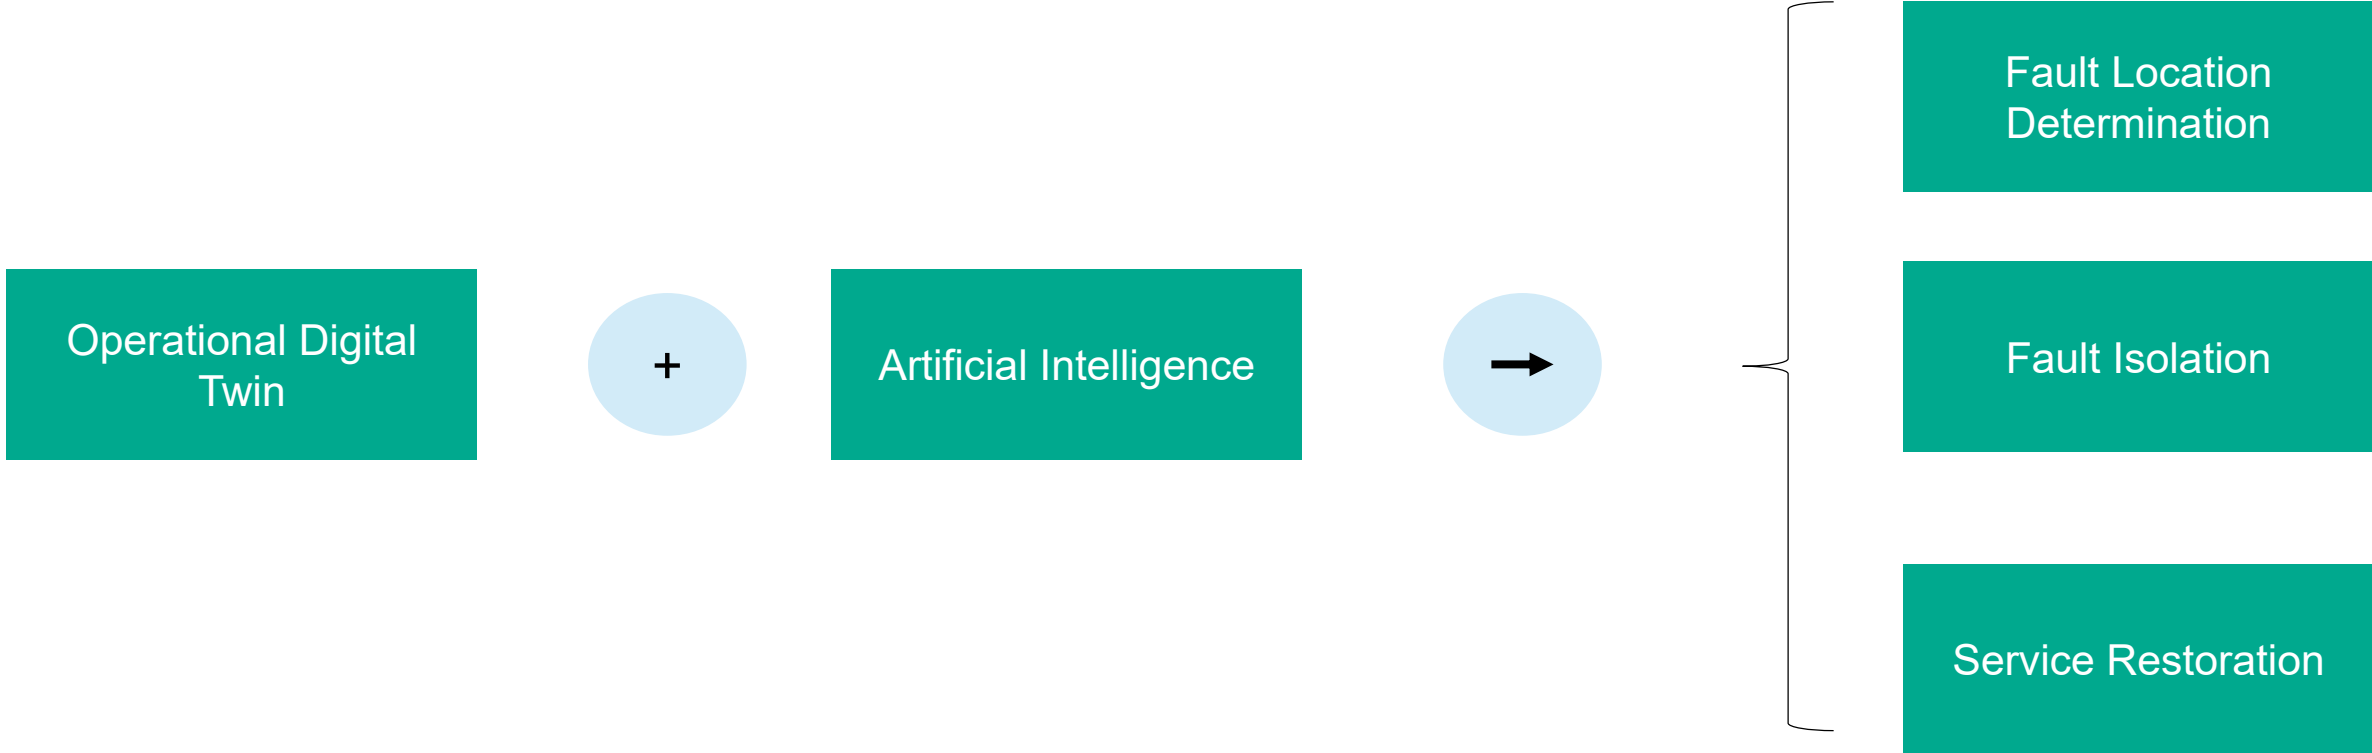 Operational Digital
Twin
+
Artificial Intelligence
Fault Location
Determination
Fault Isolation
Service Restoration